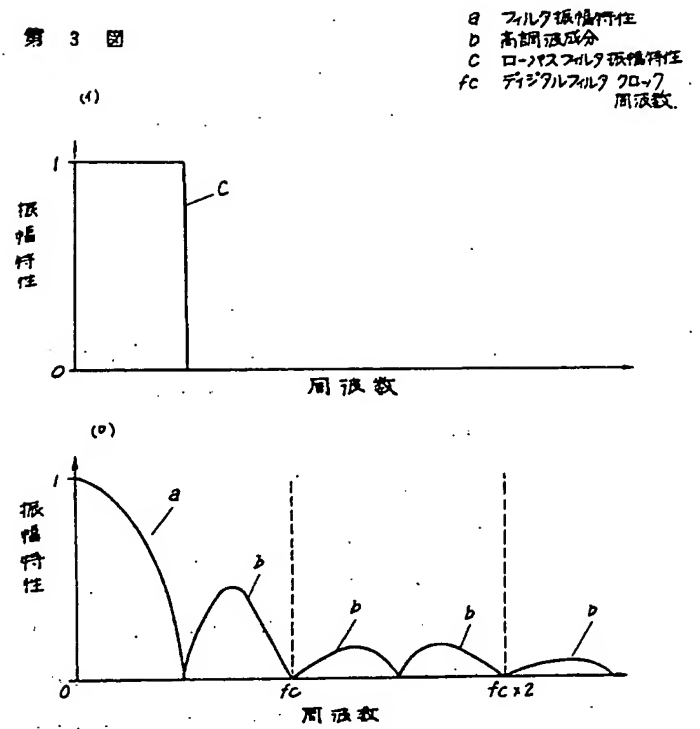 第 3 図
a フィルタ振幅特性
b 高調波成分
C ローパスフィルタ振幅特性
fc ディジタルフィルタ クロック
周波数.
(イ)
1
C
振幅特性
0
周波数
(ロ)
1
a
振幅特性
b
b
b
b
0
fc
fc×2
周波数